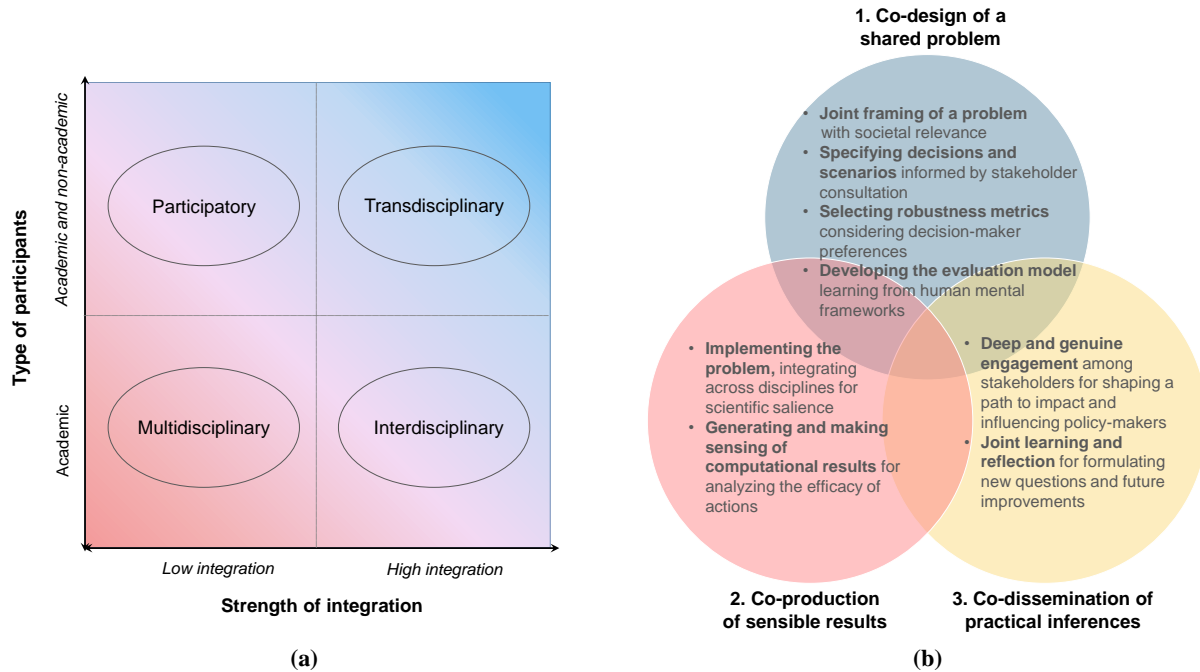 Type of participants
Academic and non-academic
Academic
Participatory
Transdisciplinary
Multidisciplinary
Interdisciplinary
Low integration
High integration
Strength of integration
(a)
1. Co-design of a
shared problem
• Joint framing of a problem
with societal relevance
• Specifying decisions and
scenarios informed by stakeholder
consultation
• Selecting robustness metrics
considering decision-maker
preferences
• Developing the evaluation model
learning from human mental
frameworks
• Implementing the
problem, integrating
across disciplines for
scientific salience
• Generating and making
sensing of
computational results for
analyzing the efficacy of
actions
• Deep and genuine
engagement among
stakeholders for shaping a
path to impact and
influencing policy-makers
• Joint learning and
reflection for formulating
new questions and future
improvements
2. Co-production
of sensible results
3. Co-dissemination of
practical inferences
(b)